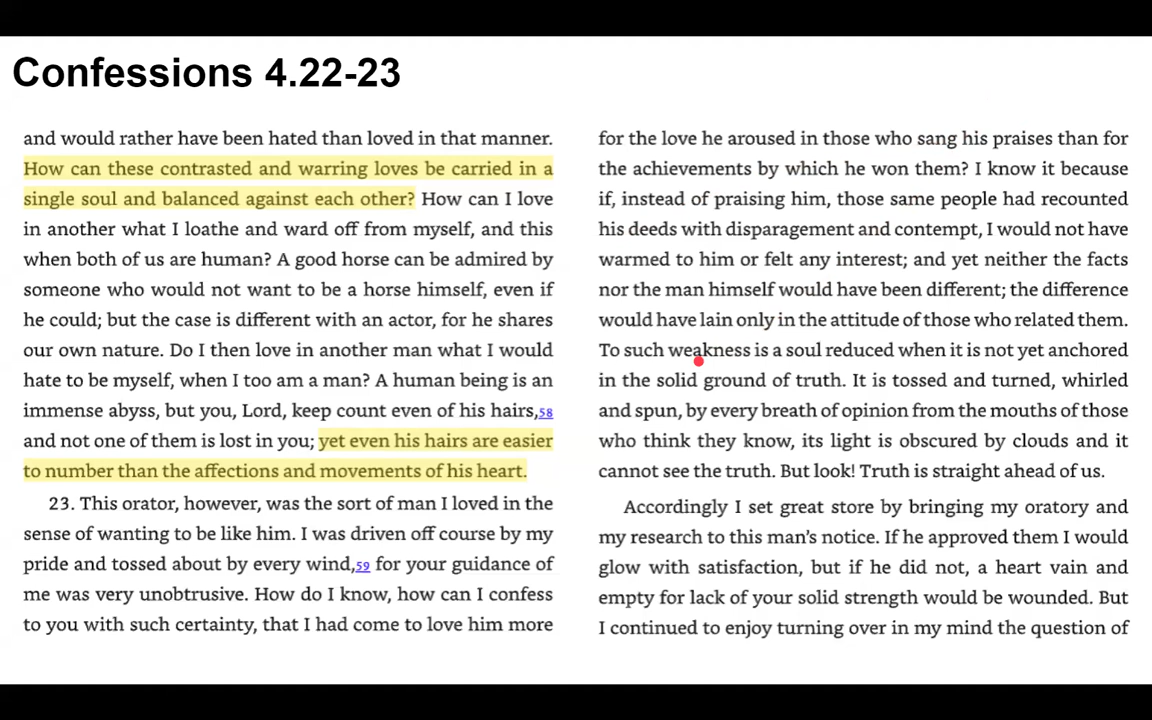 Confessions 4.22-23
and would rather have been hated than loved in that manner.
How can these contrasted and warring loves be carried in a
single soul and balanced against each other? How can I love
in another what I loathe and ward off from myself, and this
when both of us are human? A good horse can be admired by
someone who would not want to be a horse himself, even if
he could; but the case is different with an actor, for he shares
our own nature. Do I then love in another man what I would
hate to be myself, when I too am a man? A human being is an
immense abyss, but you, Lord, keep count even of his hairs,58
and not one of them is lost in you; yet even his hairs are easier
to number than the affections and movements of his heart.
23. This orator, however, was the sort of man I loved in the
sense of wanting to be like him. I was driven off course by my
pride and tossed about by every wind,59 for your guidance of
me was very unobtrusive. How do I know, how can I confess
to you with such certainty, that I had come to love him more
for the love he aroused in those who sang his praises than for
the achievements by which he won them? I know it because
if, instead of praising him, those same people had recounted
his deeds with disparagement and contempt, I would not have
warmed to him or felt any interest; and yet neither the facts
nor the man himself would have been different; the difference
would have lain only in the attitude of those who related them.
To such weakness is a soul reduced when it is not yet anchored
in the solid ground of truth. It is tossed and turned, whirled
and spun, by every breath of opinion from the mouths of those
who think they know, its light is obscured by clouds and it
cannot see the truth. But look! Truth is straight ahead of us.
Accordingly I set great store by bringing my oratory and
my research to this man's notice. If he approved them I would
glow with satisfaction, but if he did not, a heart vain and
empty for lack of your solid strength would be wounded. But
I continued to enjoy turning over in my mind the question of